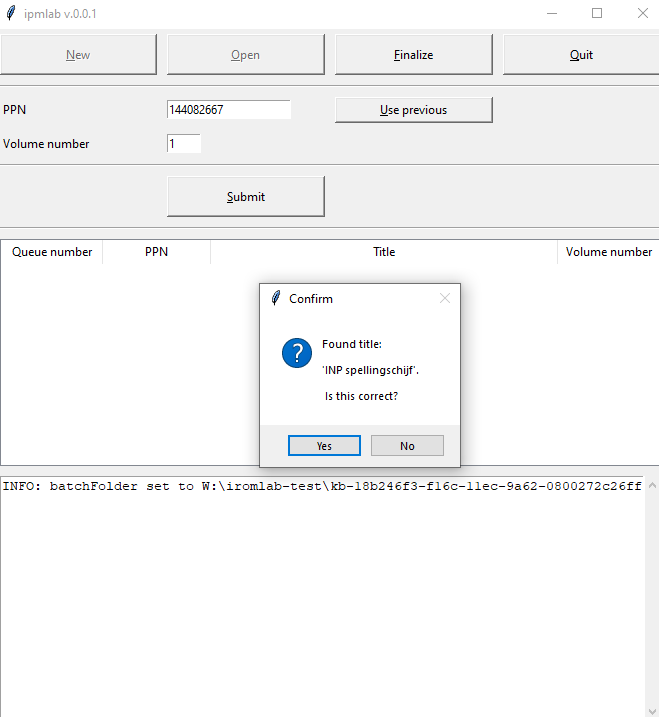 ipmlab v.0.0.1
New Open Finalize Quit
PPN 144082667 Use previous
Volume number 1
Submit
Queue number PPN Title Volume number
Confirm
Found title:
'INP spellingschijf'.
Is this correct?
Yes No
INFO: batchFolder set to W:\iromlab-test\kb-18b246f3-f16c-11ec-9a62-0800272c26ff